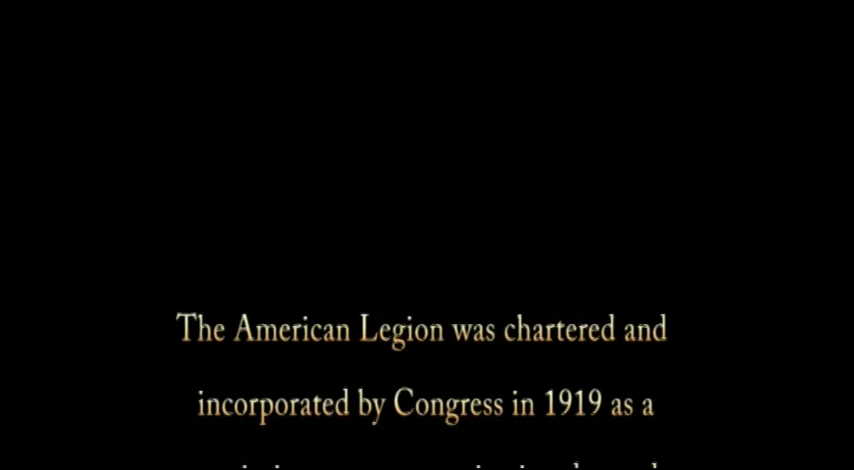 The American Legion was chartered and
incorporated by Congress in 1919 as a